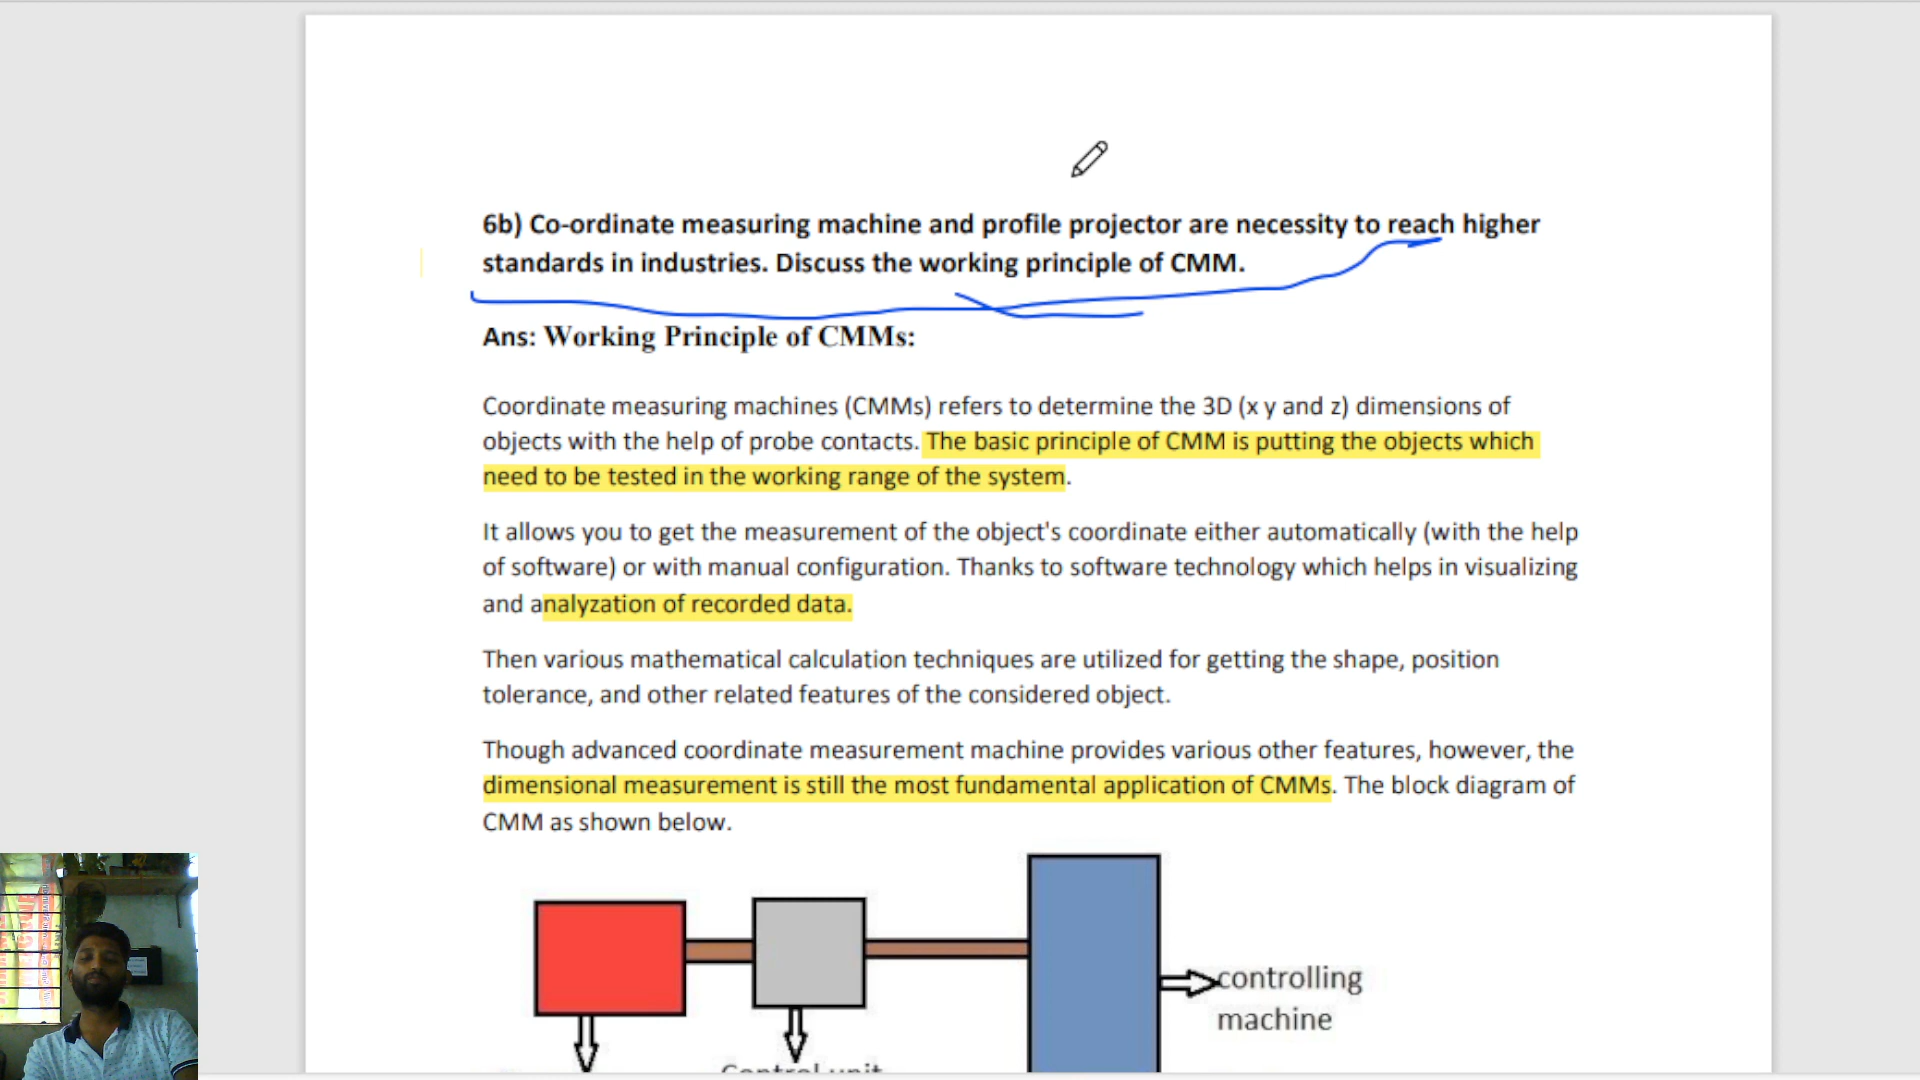 6b) Co-ordinate measuring machine and profile projector are necessity to reach higher
standards in industries. Discuss the working principle of CMM.
Ans: Working Principle of CMMs:
Coordinate measuring machines (CMMs) refers to determine the 3D (x y and z) dimensions of
objects with the help of probe contacts. The basic principle of CMM is putting the objects which
need to be tested in the working range of the system.
It allows you to get the measurement of the object's coordinate either automatically (with the help
of software) or with manual configuration. Thanks to software technology which helps in visualizing
and analyzation of recorded data.
Then various mathematical calculation techniques are utilized for getting the shape, position
tolerance, and other related features of the considered object.
Though advanced coordinate measurement machine provides various other features, however, the
dimensional measurement is still the most fundamental application of CMMs. The block diagram of
CMM as shown below.
controlling
machine
Control unit